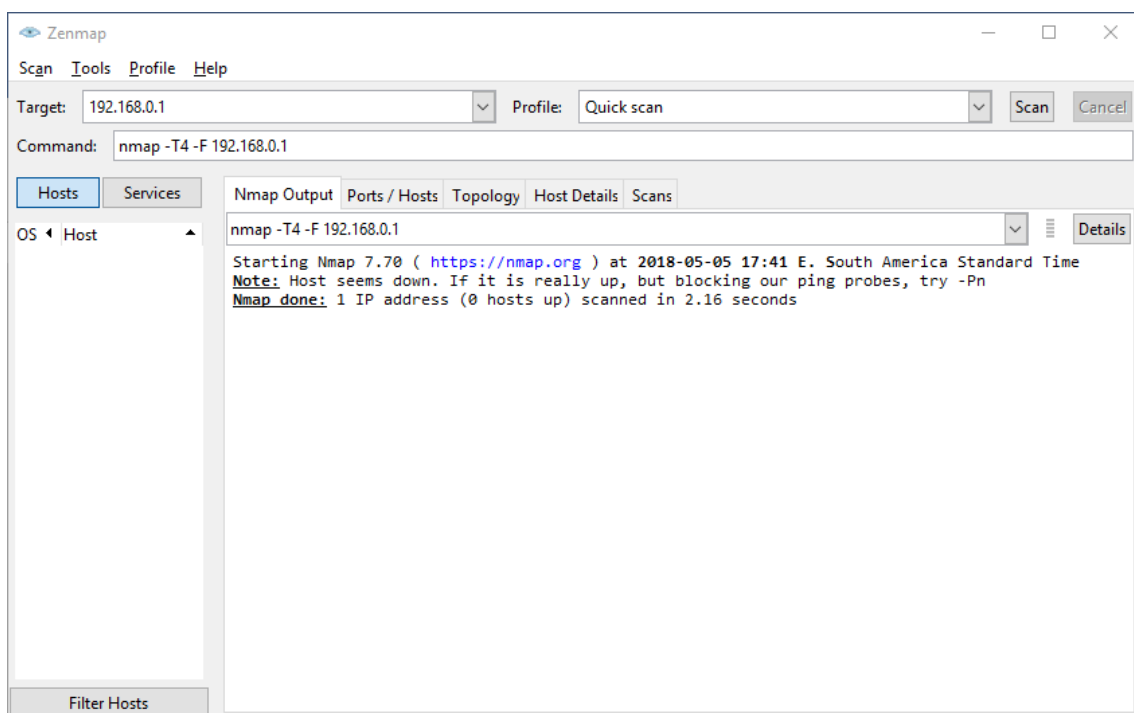 Zenmap
Scan Tools Profile Help
Target: 192.168.0.1 Profile: Quick scan Scan Cancel
Command: nmap -T4 -F 192.168.0.1
Hosts Services Nmap Output Ports / Hosts Topology Host Details Scans
OS Host nmap -T4 -F 192.168.0.1 Details
Starting Nmap 7.70 ( https://nmap.org ) at 2018-05-05 17:41 E. South America Standard Time
Note: Host seems down. If it is really up, but blocking our ping probes, try -Pn
Nmap done: 1 IP address (0 hosts up) scanned in 2.16 seconds
Filter Hosts